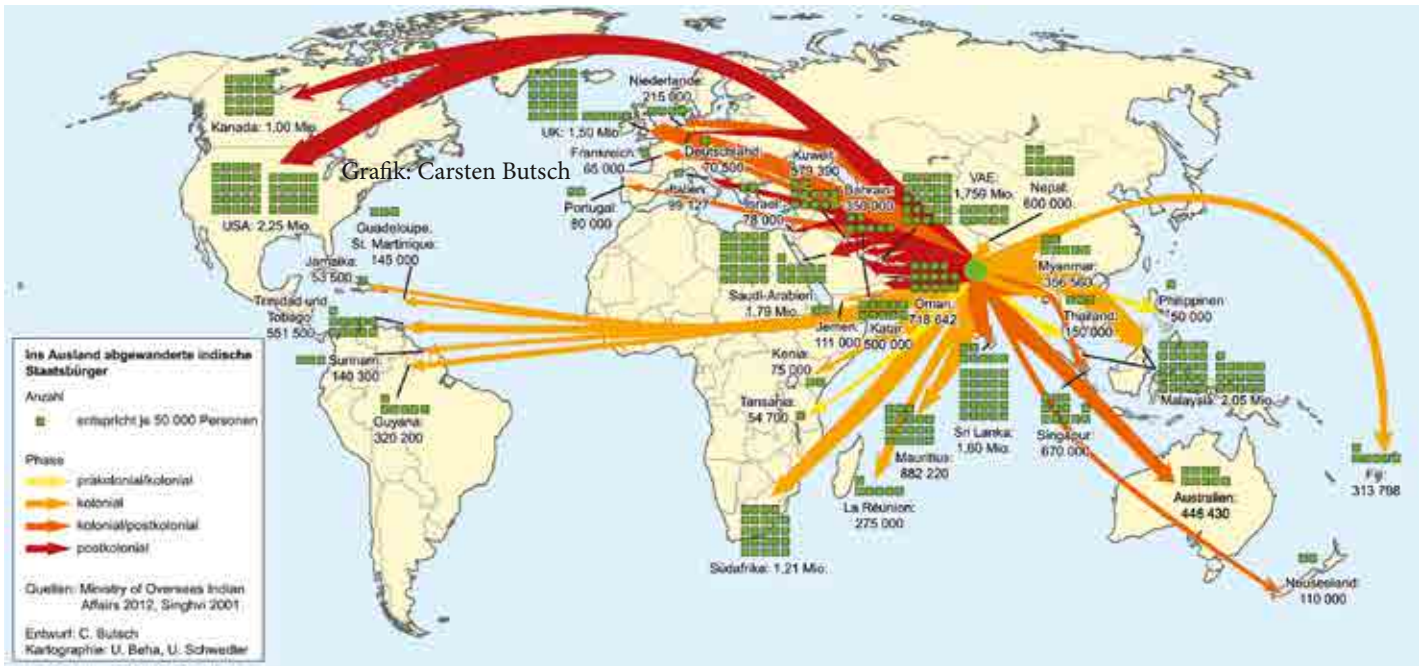 Kanada: 1,00 Mio.
USA: 2,25 Mio.
Grafik: Carsten Butsch
UK: 1,50 Mio.
Niederlande:
215 000
Frankreich:
65 000
Deutschland:
70 500
Portugal:
80 000
Italien:
99 127
Israel:
78 000
Kuweit:
579 390
Bahrain:
350 000
VAE:
1,759 Mio.
Nepal:
600 000
Guadeloupe,
St. Martinique:
145 000
Jamaika:
53 500
Trinidad und
Tobago:
551 500
Surinam:
140 300
Guyana:
320 200
Saudi-Arabien:
1,79 Mio.
Jemen:
111 000
Katar:
500 000
Oman:
718 642
Myanmar:
356 560
Thailand:
150 000
Philippinen
50 000
Kenia:
75 000
Tansania:
54 700
Mauritius:
882 220
La Réunion:
275 000
Südafrika: 1,21 Mio.
Sri Lanka:
1,60 Mio.
Singapur:
670 000
Malaysia: 2,05 Mio.
Australien:
448 430
Fiji:
313 798
Neuseeland:
110 000
Ins Ausland abgewanderte indische
Staatsbürger
Anzahl
entspricht je 50 000 Personen
Phase
präkolonial/kolonial
kolonial
kolonial/postkolonial
postkolonial
Quellen: Ministry of Overseas Indian
Affairs 2012, Singhvi 2001
Entwurf: C. Butsch
Kartographie: U. Beha, U. Schwedler